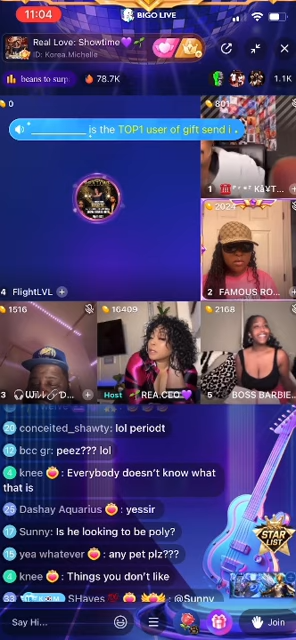 11:04
BIGO LIVE
Real Love: Showtime💜
ID: Korea.Michelle
beans to surp
🔥 78.7K
1.1K
0
801
is the TOP1 user of gift send i
1
4 FlightLVL
2024
FAMOUS RO...
1516
16409
2168
3
Host REA.CEO💜
5 BOSS BARBIE..
20 conceited_shawty: lol periodt
12 bcc gr: peez??? lol
4 knee : Everybody doesn't know what
that is
25 Dashay Aquarius : yessir
17 Sunny: Is he looking to be poly?
15 yea whatever : any pet plz???
4 knee : Things you don't like
33 SHayes : @Sunny
STAR
LIST
Say Hi...
Join